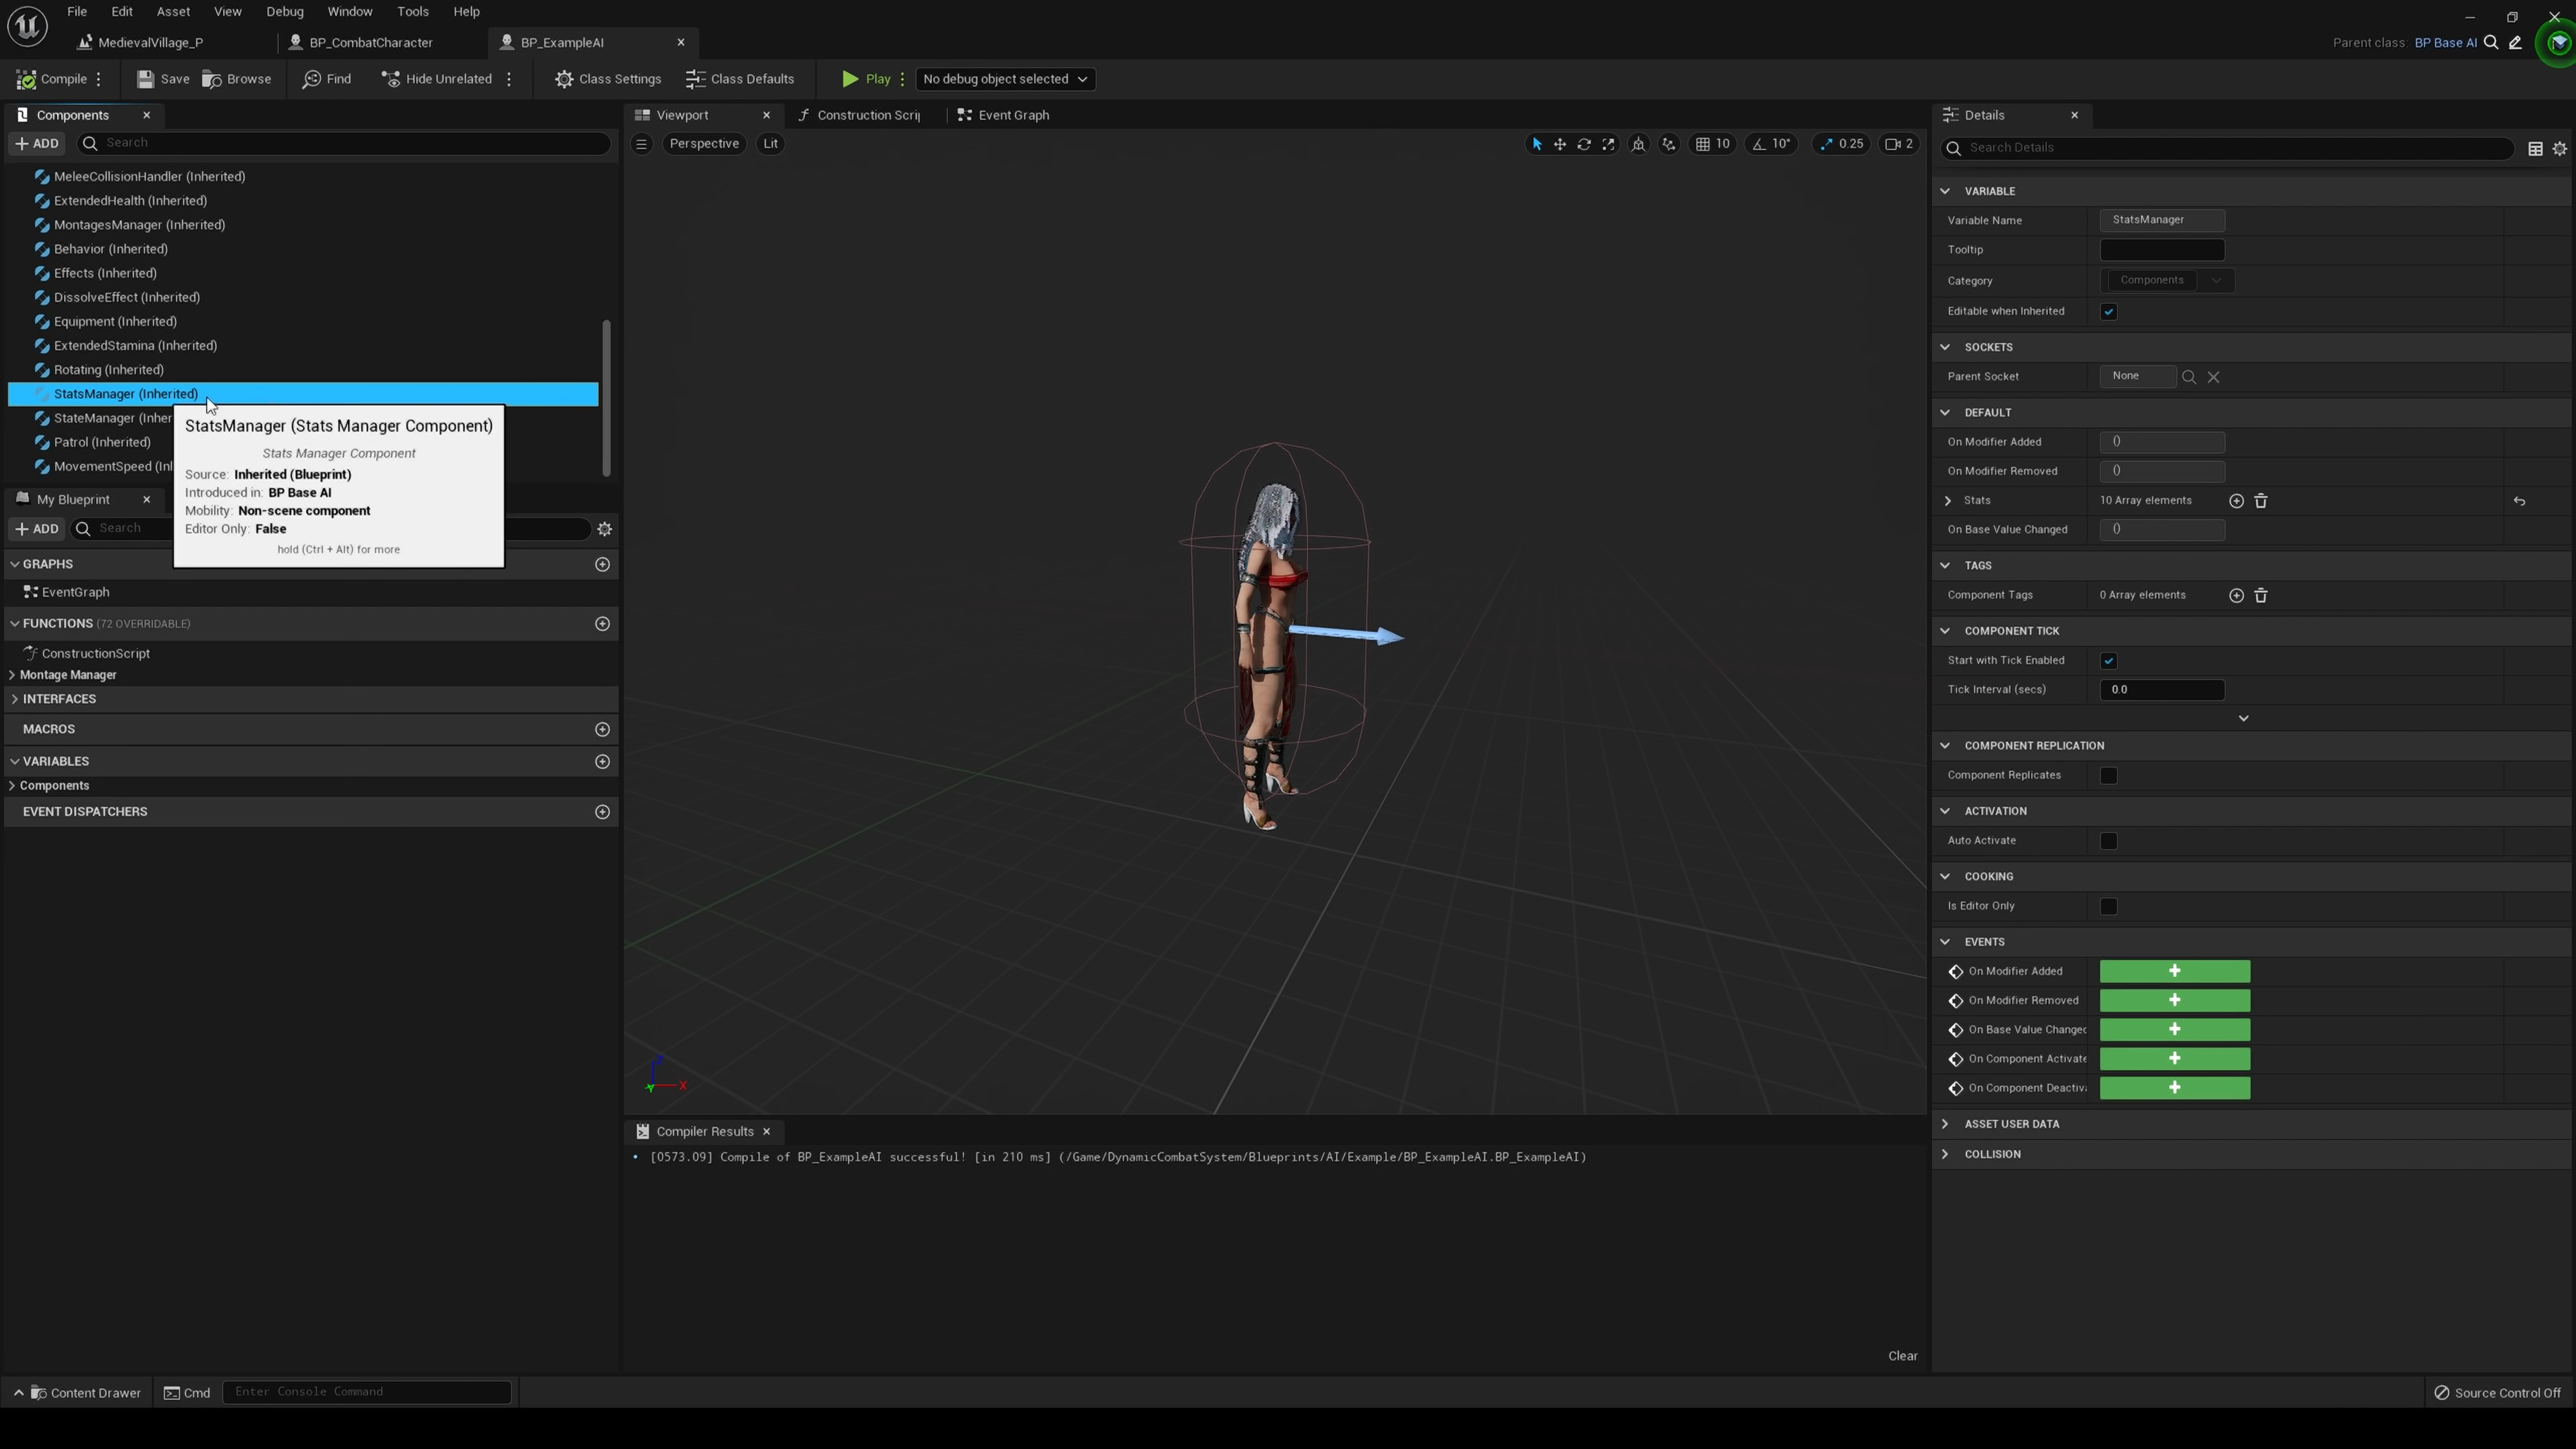 File Edit Asset View Debug Window Tools Help
MedievalVillage_P BP_CombatCharacter BP_ExampleAI
Parent class: BP Base AI
Compile Save Browse Find Hide Unrelated Class Settings Class Defaults Play No debug object selected
Components
ADD Search
MeleeCollisionHandler (Inherited)
ExtendedHealth (Inherited)
MontagesManager (Inherited)
Behavior (Inherited)
Effects (Inherited)
DissolveEffect (Inherited)
Equipment (Inherited)
ExtendedStamina (Inherited)
Rotating (Inherited)
StatsManager (Inherited)
StateManager (Inher
Patrol (Inherited)
MovementSpeed (Inl
StatsManager (Stats Manager Component)
Stats Manager Component
Source: Inherited (Blueprint)
Introduced in: BP Base AI
Mobility: Non-scene component
Editor Only: False
hold (Ctrl + Alt) for more
My Blueprint
ADD Search
GRAPHS
EventGraph
FUNCTIONS (72 OVERRIDABLE)
ConstructionScript
Montage Manager
INTERFACES
MACROS
VARIABLES
Components
EVENT DISPATCHERS
Viewport Construction Scrip Event Graph
Perspective Lit
10 10° 0.25 2
X
Compiler Results
[0573.09] Compile of BP_ExampleAI successful! [in 210 ms] (/Game/DynamicCombatSystem/Blueprints/AI/Example/BP_ExampleAI.BP_ExampleAI)
Clear
Details
Search Details
VARIABLE
Variable Name StatsManager
Tooltip
Category Components
Editable when Inherited
SOCKETS
Parent Socket None
DEFAULT
On Modifier Added ()
On Modifier Removed ()
Stats 10 Array elements
On Base Value Changed ()
TAGS
Component Tags 0 Array elements
COMPONENT TICK
Start with Tick Enabled
Tick Interval (secs) 0.0
COMPONENT REPLICATION
Component Replicates
ACTIVATION
Auto Activate
COOKING
Is Editor Only
EVENTS
On Modifier Added
On Modifier Removed
On Base Value Changed
On Component Activate
On Component Deactiv
ASSET USER DATA
COLLISION
Content Drawer Cmd Enter Console Command
Source Control Off